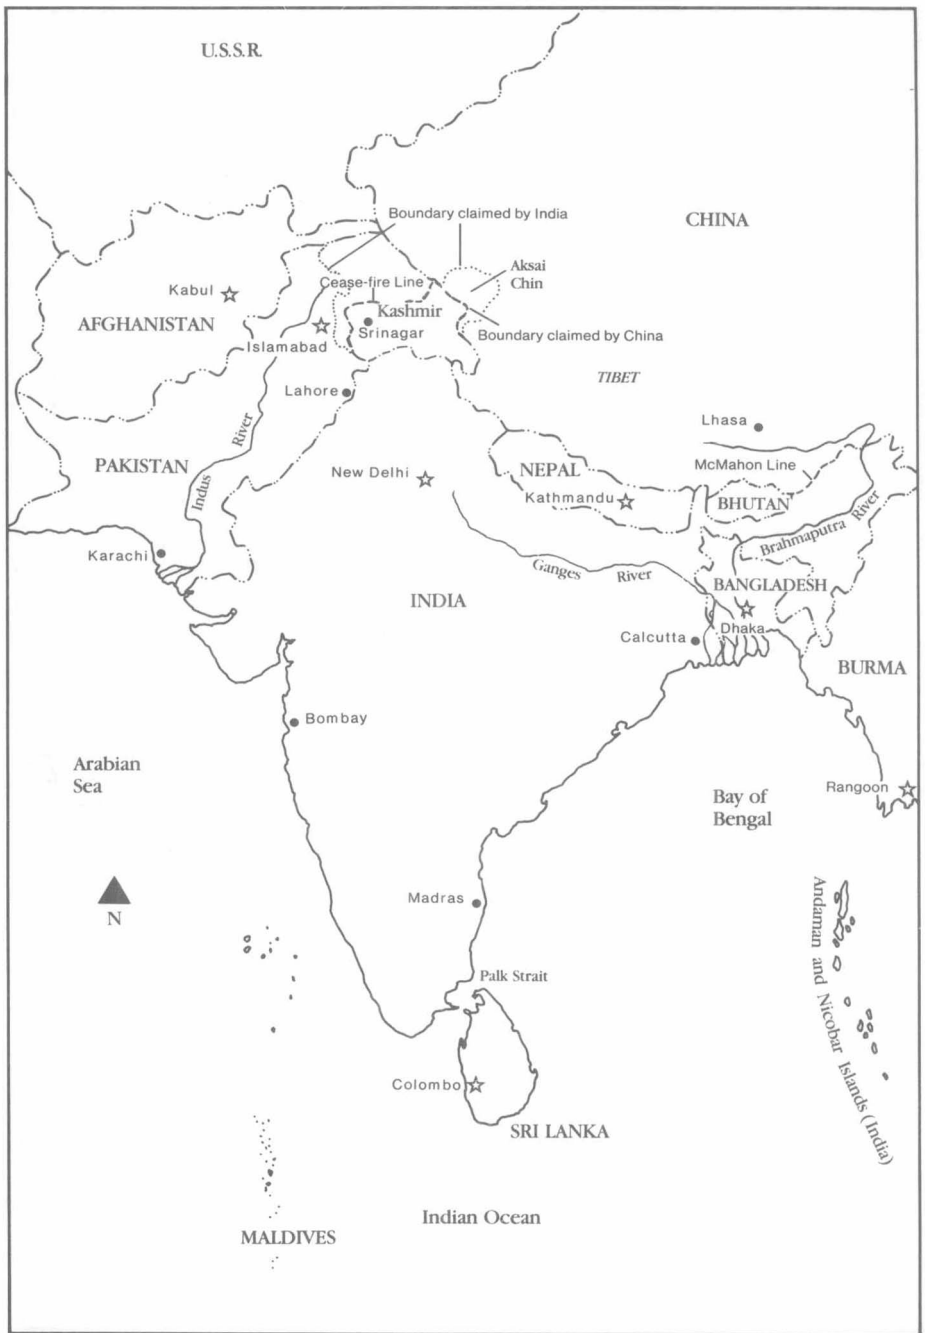 U.S.S.R.
CHINA
Boundary claimed by India
Aksai
Chin
Cease-fire Line
Kabul
AFGHANISTAN
Kashmir
Srinagar
Islamabad
Boundary claimed by China
TIBET
Lahore
Lhasa
River
PAKISTAN
Indus
New Delhi
NEPAL
McMahon Line
Kathmandu
BHUTAN
Karachi
Brahmaputra River
Ganges River
BANGLADESH
INDIA
Dhaka
Calcutta
BURMA
Bombay
Arabian
Sea
Rangoon
Bay of
Bengal
Madras
N
Andaman and Nicobar Islands (India)
Palk Strait
Colombo
SRI LANKA
Indian Ocean
MALDIVES